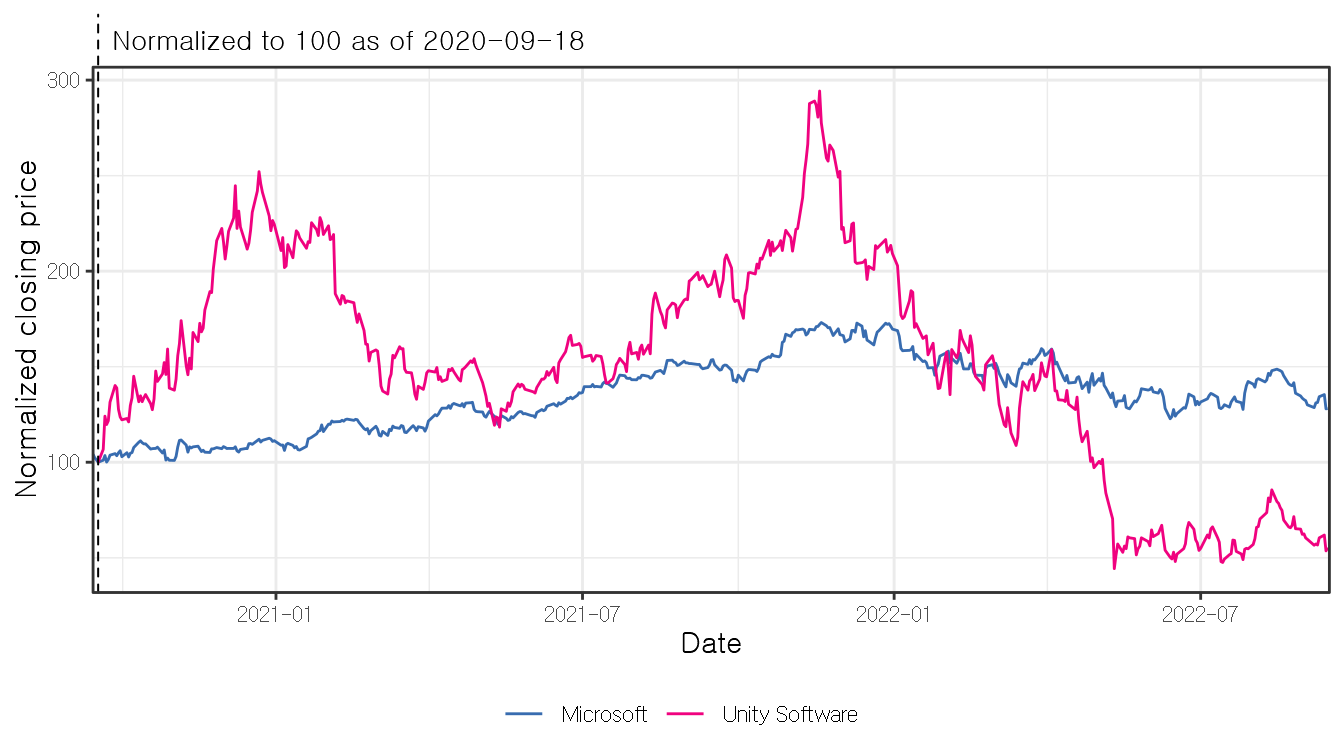 Normalized to 100 as of 2020-09-18
Normalized closing price
300
200
100
2021-01
2021-07
2022-01
2022-07
Date
Microsoft
Unity Software